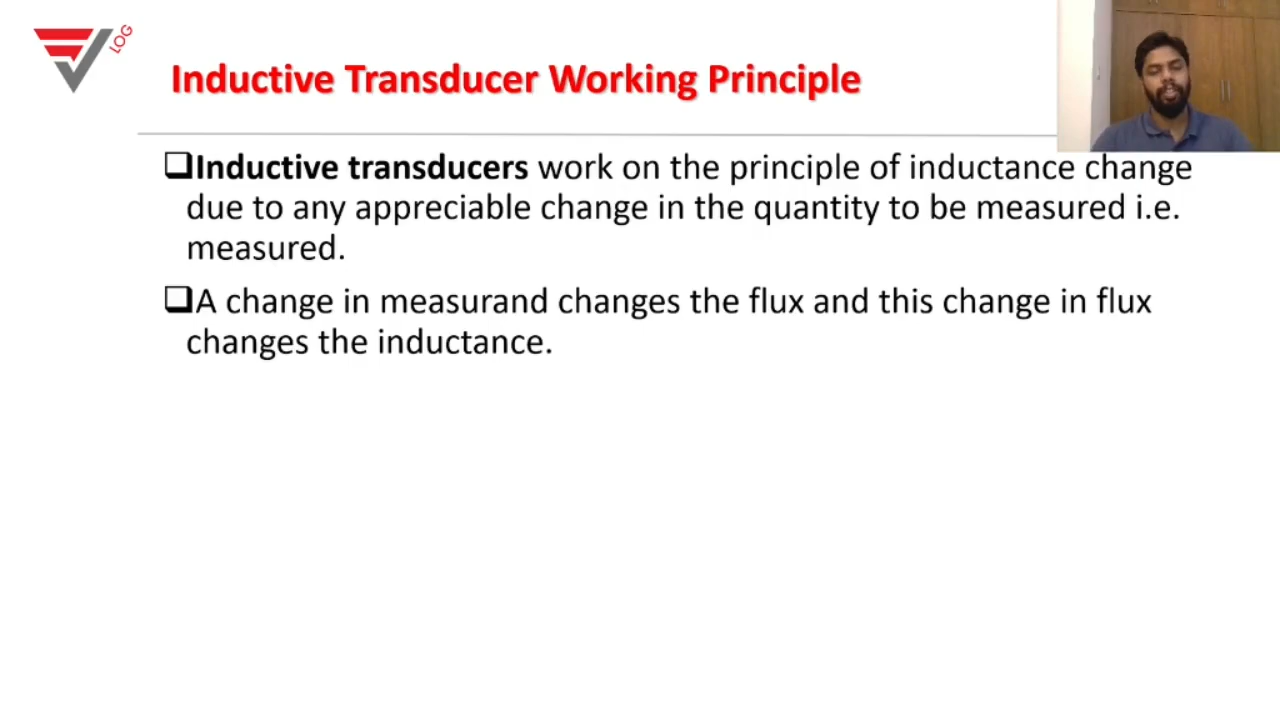 LOG
Inductive Transducer Working Principle
Inductive transducers work on the principle of inductance change
due to any appreciable change in the quantity to be measured i.e.
measured.
A change in measurand changes the flux and this change in flux
changes the inductance.